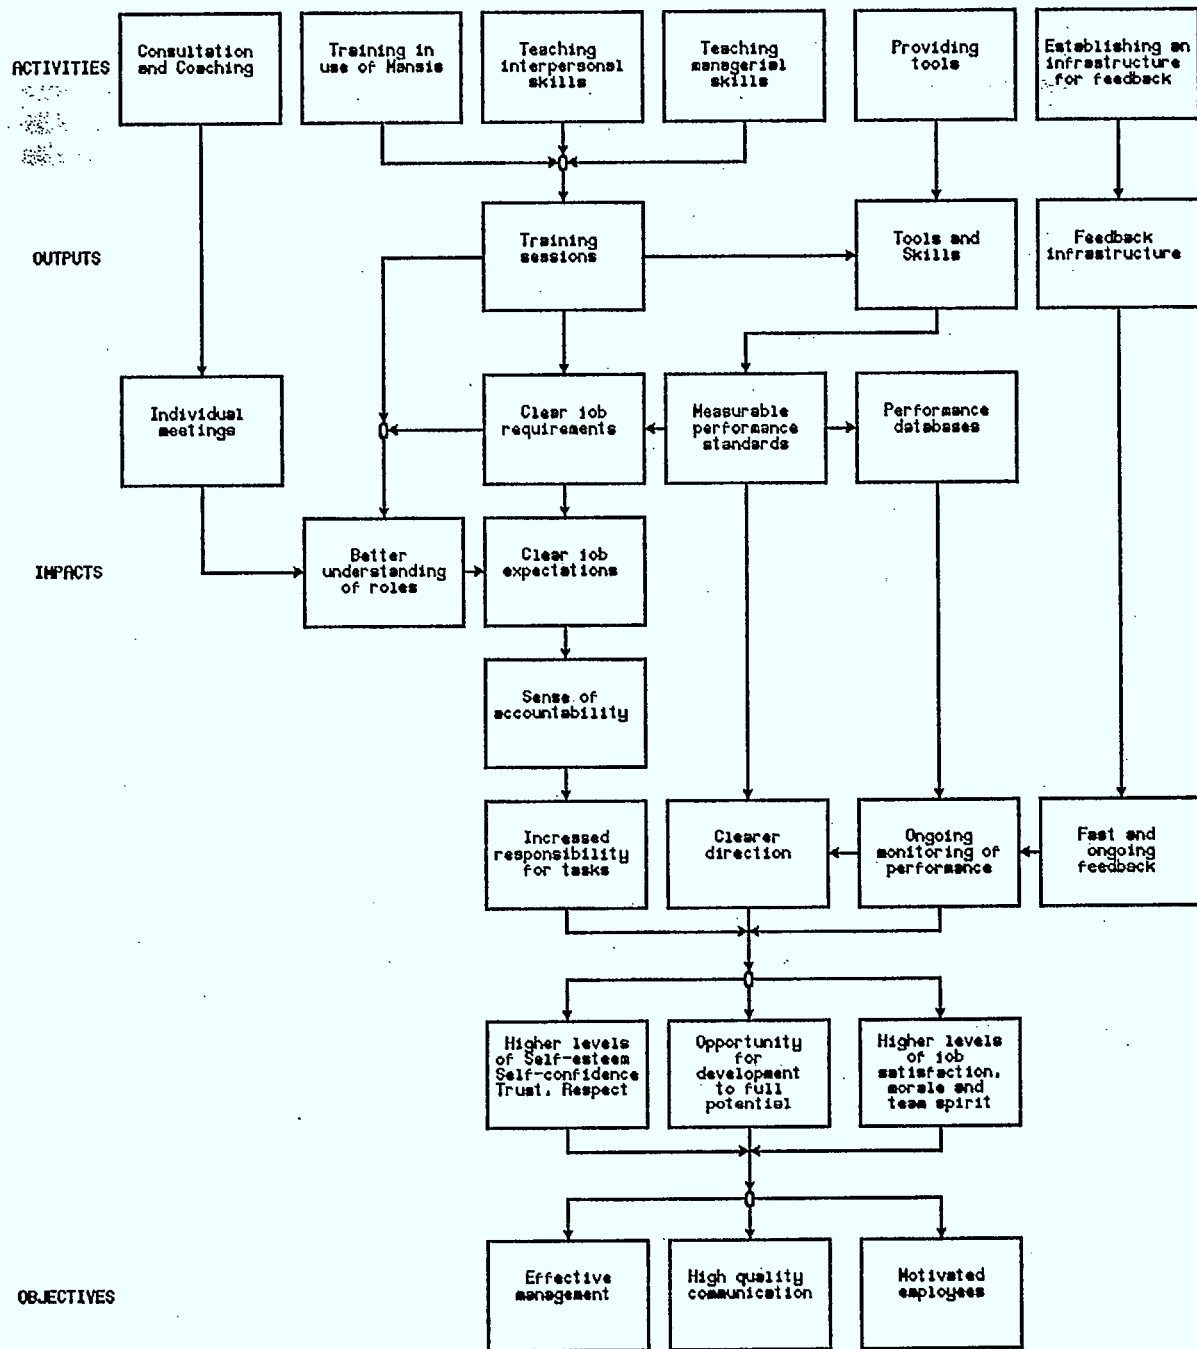 ACTIVITIES
Consultation
and Coaching
Training in
use of Mansis
Teaching
interpersonal
skills
Teaching
managerial
skills
Providing
tools
Establishing an
infrastructure
for feedback
OUTPUTS
Training
sessions
Tools and
Skills
Feedback
infrastructure
Individual
meetings
Clear job
requirements
Measurable
performance
standards
Performance
databases
IMPACTS
Better
understanding
of roles
Clear job
expectations
Sense of
accountability
Increased
responsibility
for tasks
Clearer
direction
Ongoing
monitoring of
performance
Fast and
ongoing
feedback
Higher levels
of Self-esteem
Self-confidence
Trust, Respect
Opportunity
for
development
to full
potential
Higher levels
of job
satisfaction,
morale and
team spirit
OBJECTIVES
Effective
management
High quality
communication
Motivated
employees